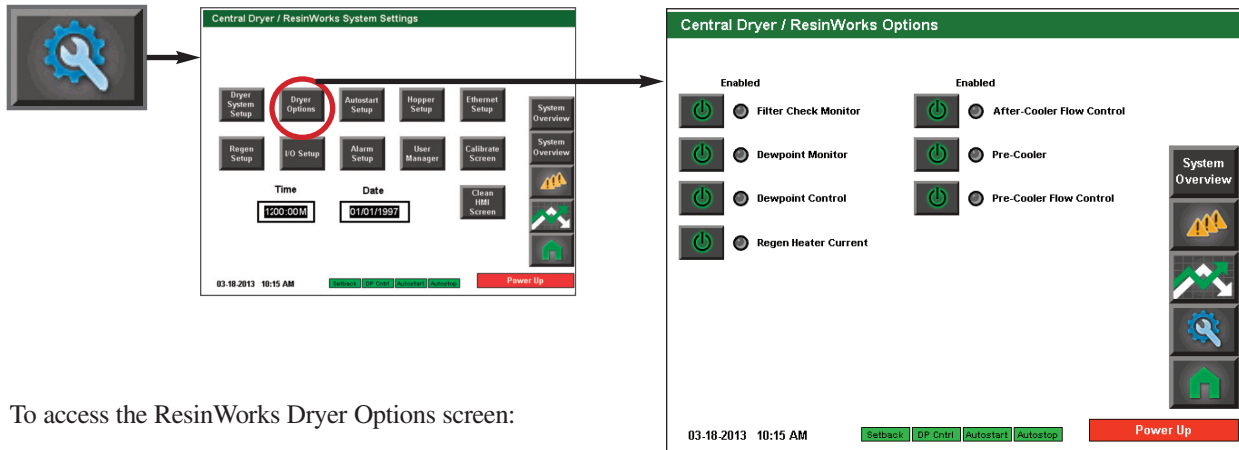 Central Dryer / ResinWorks System Settings
Dryer System Setup
Dryer Options
Autostart Setup
Hopper Setup
Ethernet Setup
System Overview
Regen Setup
I/O Setup
Alarm Setup
User Manager
Calibrate Screen
System Overview
Time
Date
Clean HMI Screen
1200:00M
01/01/1997
03-18-2013 10:15 AM
Setback DP Cntrl Autostart Autostop
Power Up
Central Dryer / ResinWorks Options
Enabled
Enabled
Filter Check Monitor
After-Cooler Flow Control
Dewpoint Monitor
Pre-Cooler
System Overview
Dewpoint Control
Pre-Cooler Flow Control
Regen Heater Current
03-18-2013 10:15 AM
Setback DP Cntrl Autostart Autostop
Power Up
To access the ResinWorks Dryer Options screen: